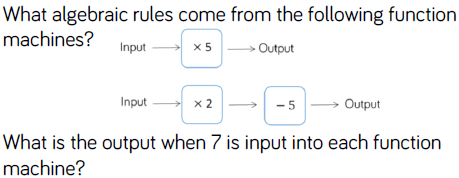 What algebraic rules come from the following function
machines?
Input → × 5 → Output
Input → × 2 → – 5 → Output
What is the output when 7 is input into each function
machine?